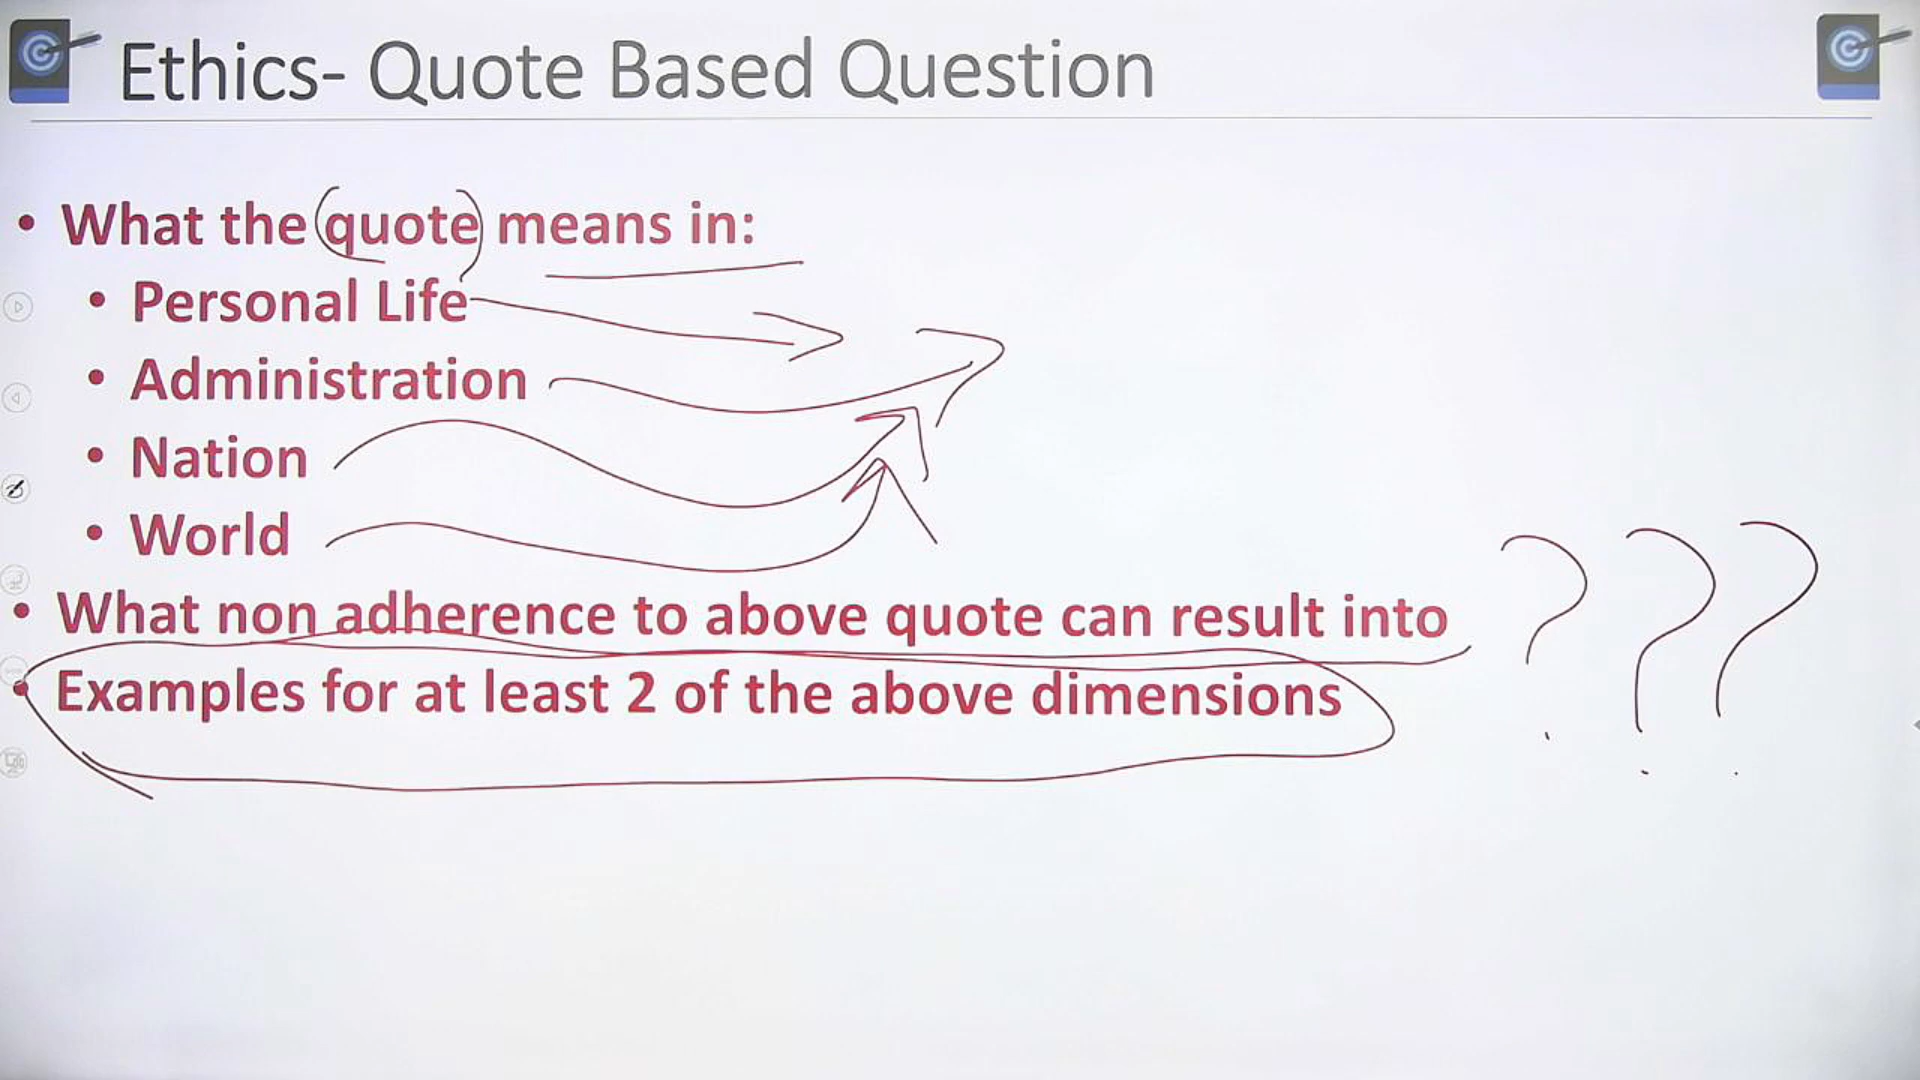 Ethics- Quote Based Question
• What the (quote) means in:
• Personal Life
• Administration
• Nation
• World
• What non adherence to above quote can result into
• Examples for at least 2 of the above dimensions
? ? ?